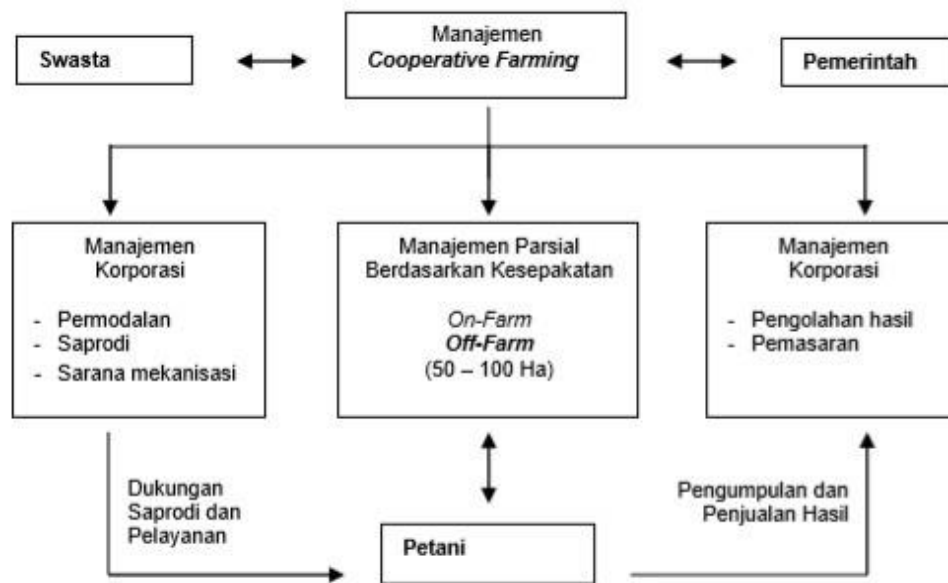 Manajemen
Cooperative Farming
Swasta
Pemerintah
Manajemen
Korporasi
- Permodalan
- Saprodi
- Sarana mekanisasi
Manajemen Parsial
Berdasarkan Kesepakatan
On-Farm
Off-Farm
(50 – 100 Ha)
Manajemen
Korporasi
- Pengolahan hasil
- Pemasaran
Dukungan
Saprodi dan
Pelayanan
Pengumpulan dan
Penjualan Hasil
Petani